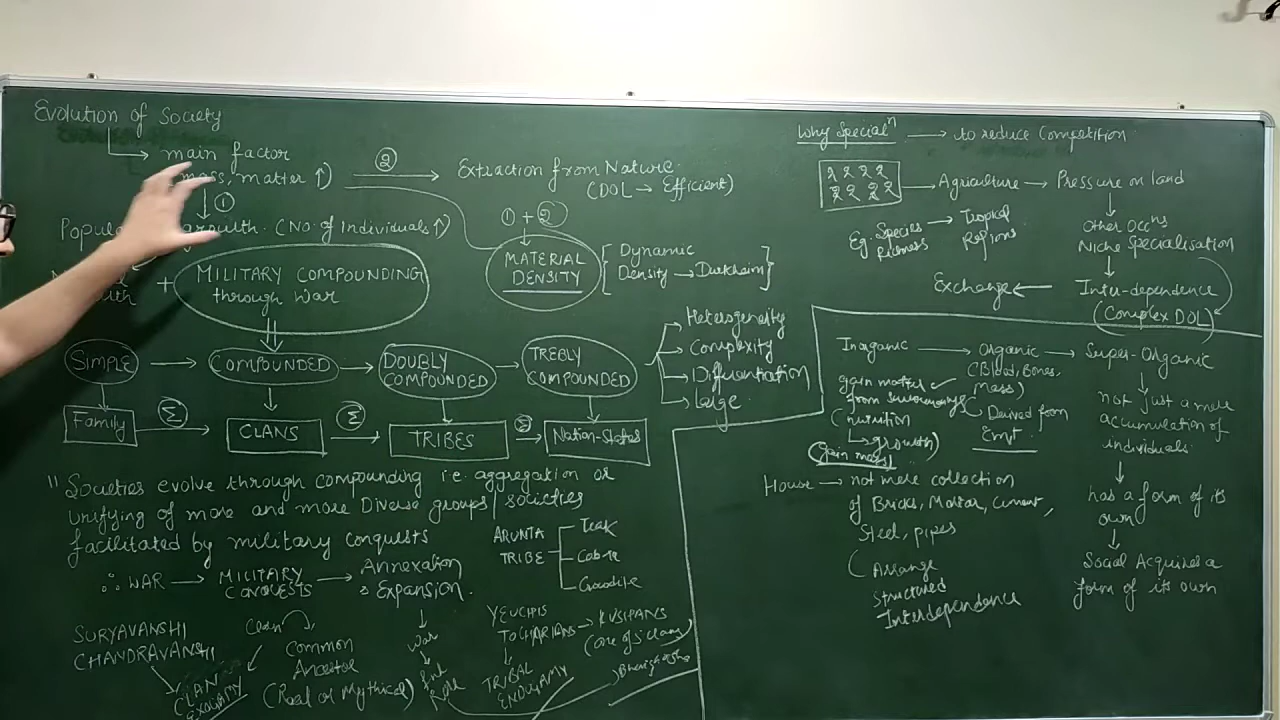 Evolution of Society
main factor
mass, matter ↑)
① ②
Extraction from Nature
(DOL → Efficient)
growth. (No of Individuals ↑)
+ MILITARY COMPOUNDING
through war
① + ②
MATERIAL
DENSITY
Dynamic
Density → Durkheim
SIMPLE → COMPOUNDED → DOUBLY
COMPOUNDED → TREBLY
COMPOUNDED
Heterogeneity
Complexity
Differentiation
Large
Family Σ → CLANS Σ → TRIBES Σ → Nation-States
"Societies evolve through compounding i.e. aggregation or
unifying of more and more Diverse groups/societies
facilitated by military conquests
∴ WAR → MILITARY
CONQUESTS → Annexation
& Expansion.
war
ARUNTA
TRIBE
Teak
Cobra
Crocodile
SURYAVANSHI
CHANDRAVANSHI
CLAN
EXOGAMY
Clan
Common
Ancestor
(Real or Mythical)
YEUCHIS
TOCHARIANS → KUSHANS
(One of 5 clans)
TRIBAL
ENDOGAMY
Why Specialⁿ → to reduce Competition
Agriculture → Pressure on land
Other Occⁿs
Niche Specialisation
Eg: Species
Richness → Tropical
Regions
Exchange ← Inter-dependence
(Complex DOL)
Inorganic → Organic → Super-Organic
(Blood, Bones,
Mass)
gain matter
from surroundings
(nutrition
growth)
Gain mass
Derived from
Emt.
not just a mere
accumulation of
individuals
has a form of its
own
Social Acquires a
form of its own
House → not mere collection
of Bricks, Mortar, Cement,
Steel, pipes
(Arrange
Structured
Interdependence